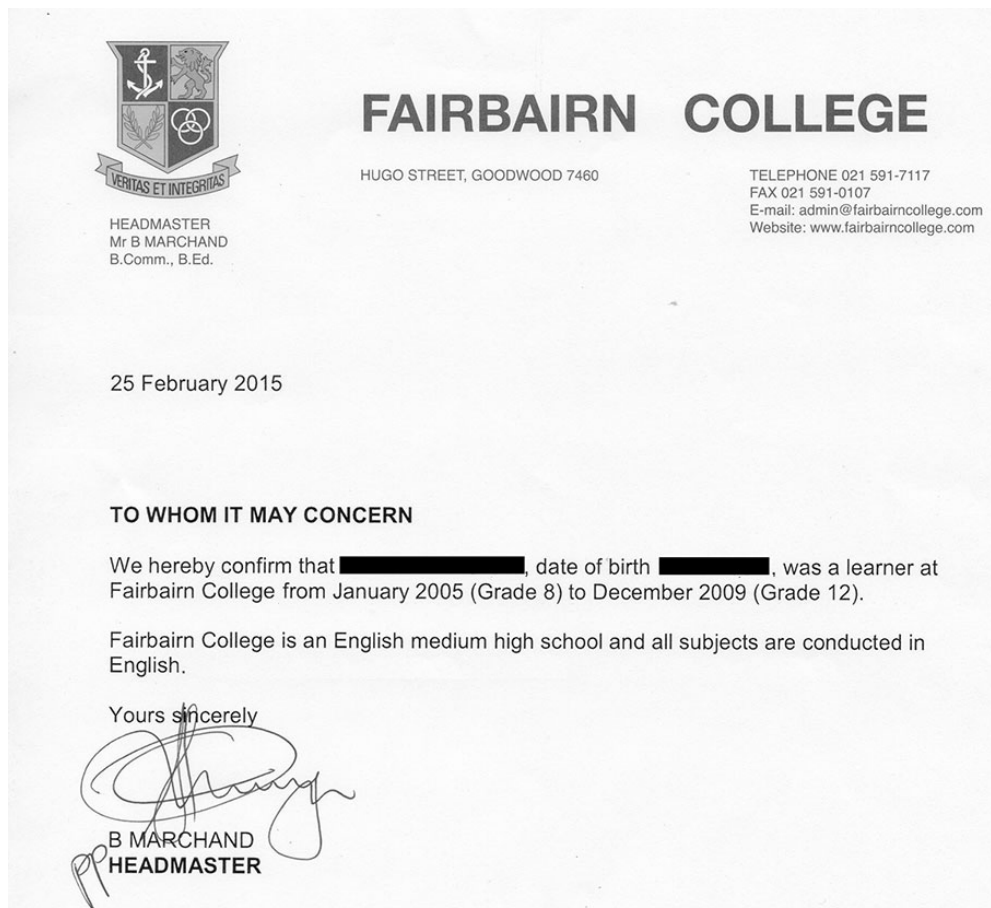 VERITAS ET INTEGRITAS
FAIRBAIRN COLLEGE
HUGO STREET, GOODWOOD 7460
TELEPHONE 021 591-7117
FAX 021 591-0107
E-mail: admin@fairbairncollege.com
Website: www.fairbairncollege.com
HEADMASTER
Mr B MARCHAND
B.Comm., B.Ed.
25 February 2015
TO WHOM IT MAY CONCERN
We hereby confirm that , date of birth , was a learner at
Fairbairn College from January 2005 (Grade 8) to December 2009 (Grade 12).
Fairbairn College is an English medium high school and all subjects are conducted in
English.
Yours sincerely
B MARCHAND
pp HEADMASTER